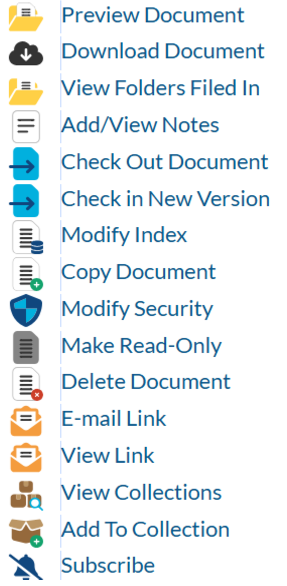 Preview Document
Download Document
View Folders Filed In
Add/View Notes
Check Out Document
Check in New Version
Modify Index
Copy Document
Modify Security
Make Read-Only
Delete Document
E-mail Link
View Link
View Collections
Add To Collection
Subscribe